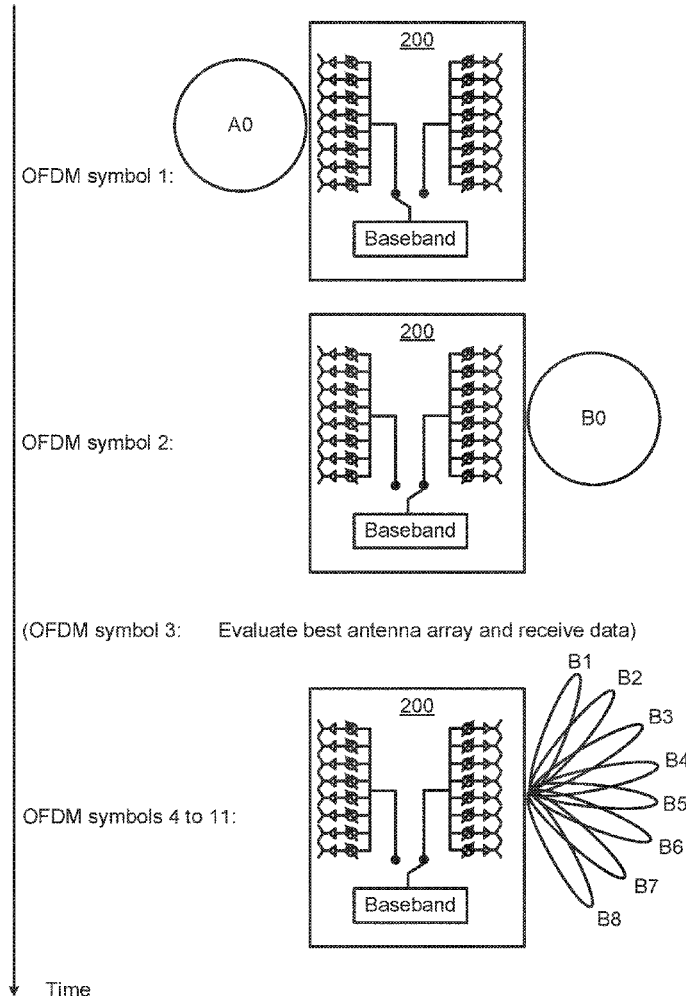 200
A0
OFDM symbol 1:
Baseband
200
B0
OFDM symbol 2:
Baseband
(OFDM symbol 3: Evaluate best antenna array and receive data)
B1
B2
200
B3
B4
B5
OFDM symbols 4 to 11:
B6
B7
Baseband
B8
Time